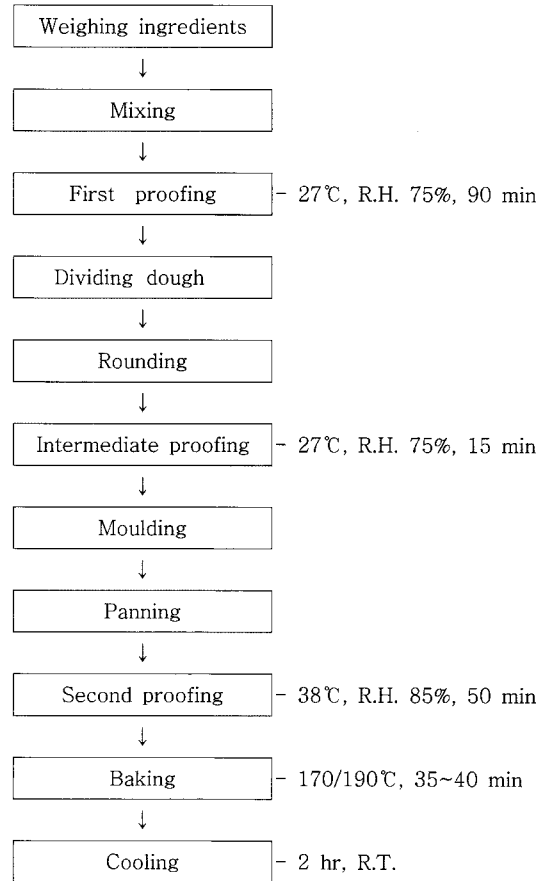 Weighing ingredients
↓
Mixing
↓
First proofing - 27℃, R.H. 75%, 90 min
↓
Dividing dough
↓
Rounding
↓
Intermediate proofing - 27℃, R.H. 75%, 15 min
↓
Moulding
↓
Panning
↓
Second proofing - 38℃, R.H. 85%, 50 min
↓
Baking - 170/190℃, 35~40 min
↓
Cooling - 2 hr, R.T.